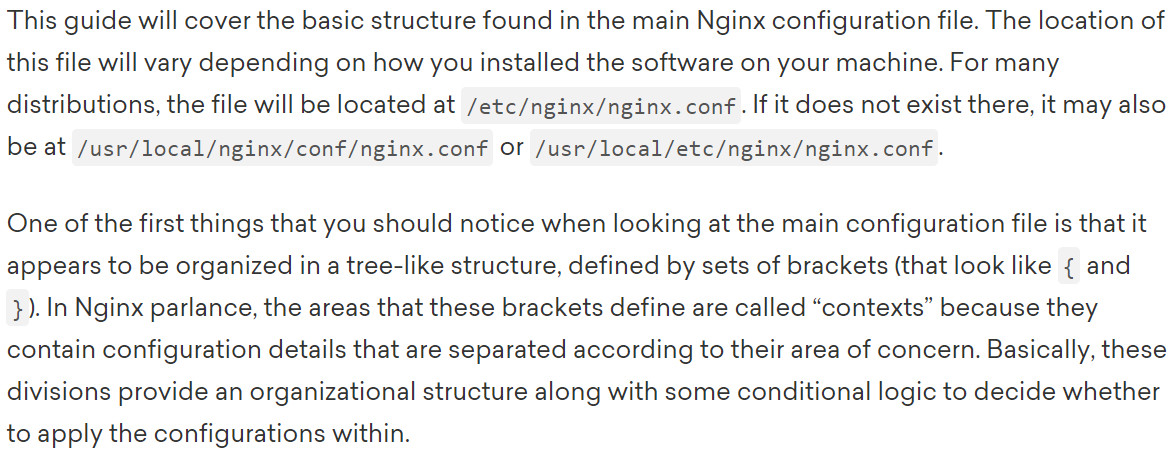 This guide will cover the basic structure found in the main Nginx configuration file. The location of
this file will vary depending on how you installed the software on your machine. For many
distributions, the file will be located at /etc/nginx/nginx.conf. If it does not exist there, it may also
be at /usr/local/nginx/conf/nginx.conf or /usr/local/etc/nginx/nginx.conf.
One of the first things that you should notice when looking at the main configuration file is that it
appears to be organized in a tree-like structure, defined by sets of brackets (that look like { and
}). In Nginx parlance, the areas that these brackets define are called “contexts” because they
contain configuration details that are separated according to their area of concern. Basically, these
divisions provide an organizational structure along with some conditional logic to decide whether
to apply the configurations within.